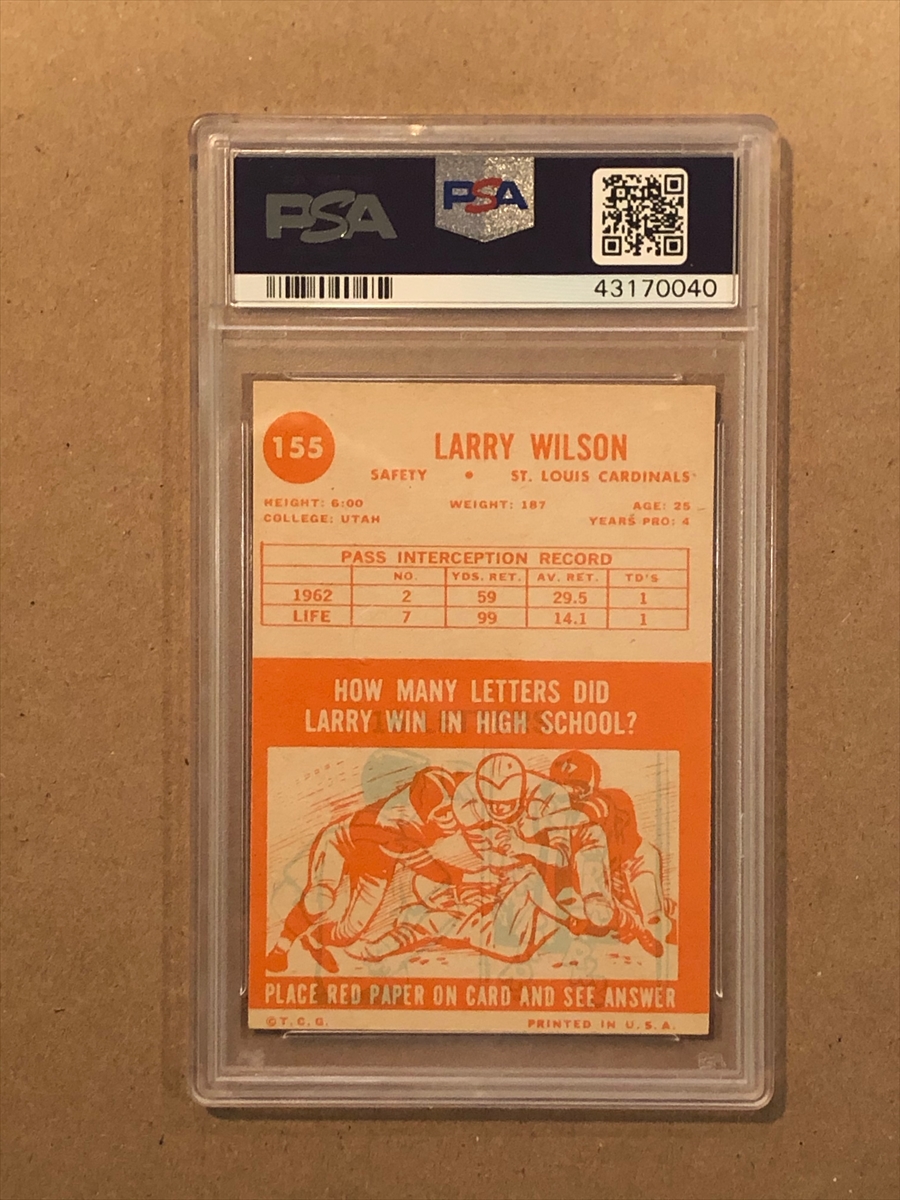 PSA
PSA
43170040
155
LARRY WILSON
SAFETY • ST. LOUIS CARDINALS
HEIGHT: 6:00 WEIGHT: 187 AGE: 25
COLLEGE: UTAH YEARS PRO: 4
PASS INTERCEPTION RECORD
NO. YDS. RET. AV. RET. TD'S
1962 2 59 29.5 1
LIFE 7 99 14.1 1
HOW MANY LETTERS DID
LARRY WIN IN HIGH SCHOOL?
PLACE RED PAPER ON CARD AND SEE ANSWER
©T.C.G. PRINTED IN U.S.A.